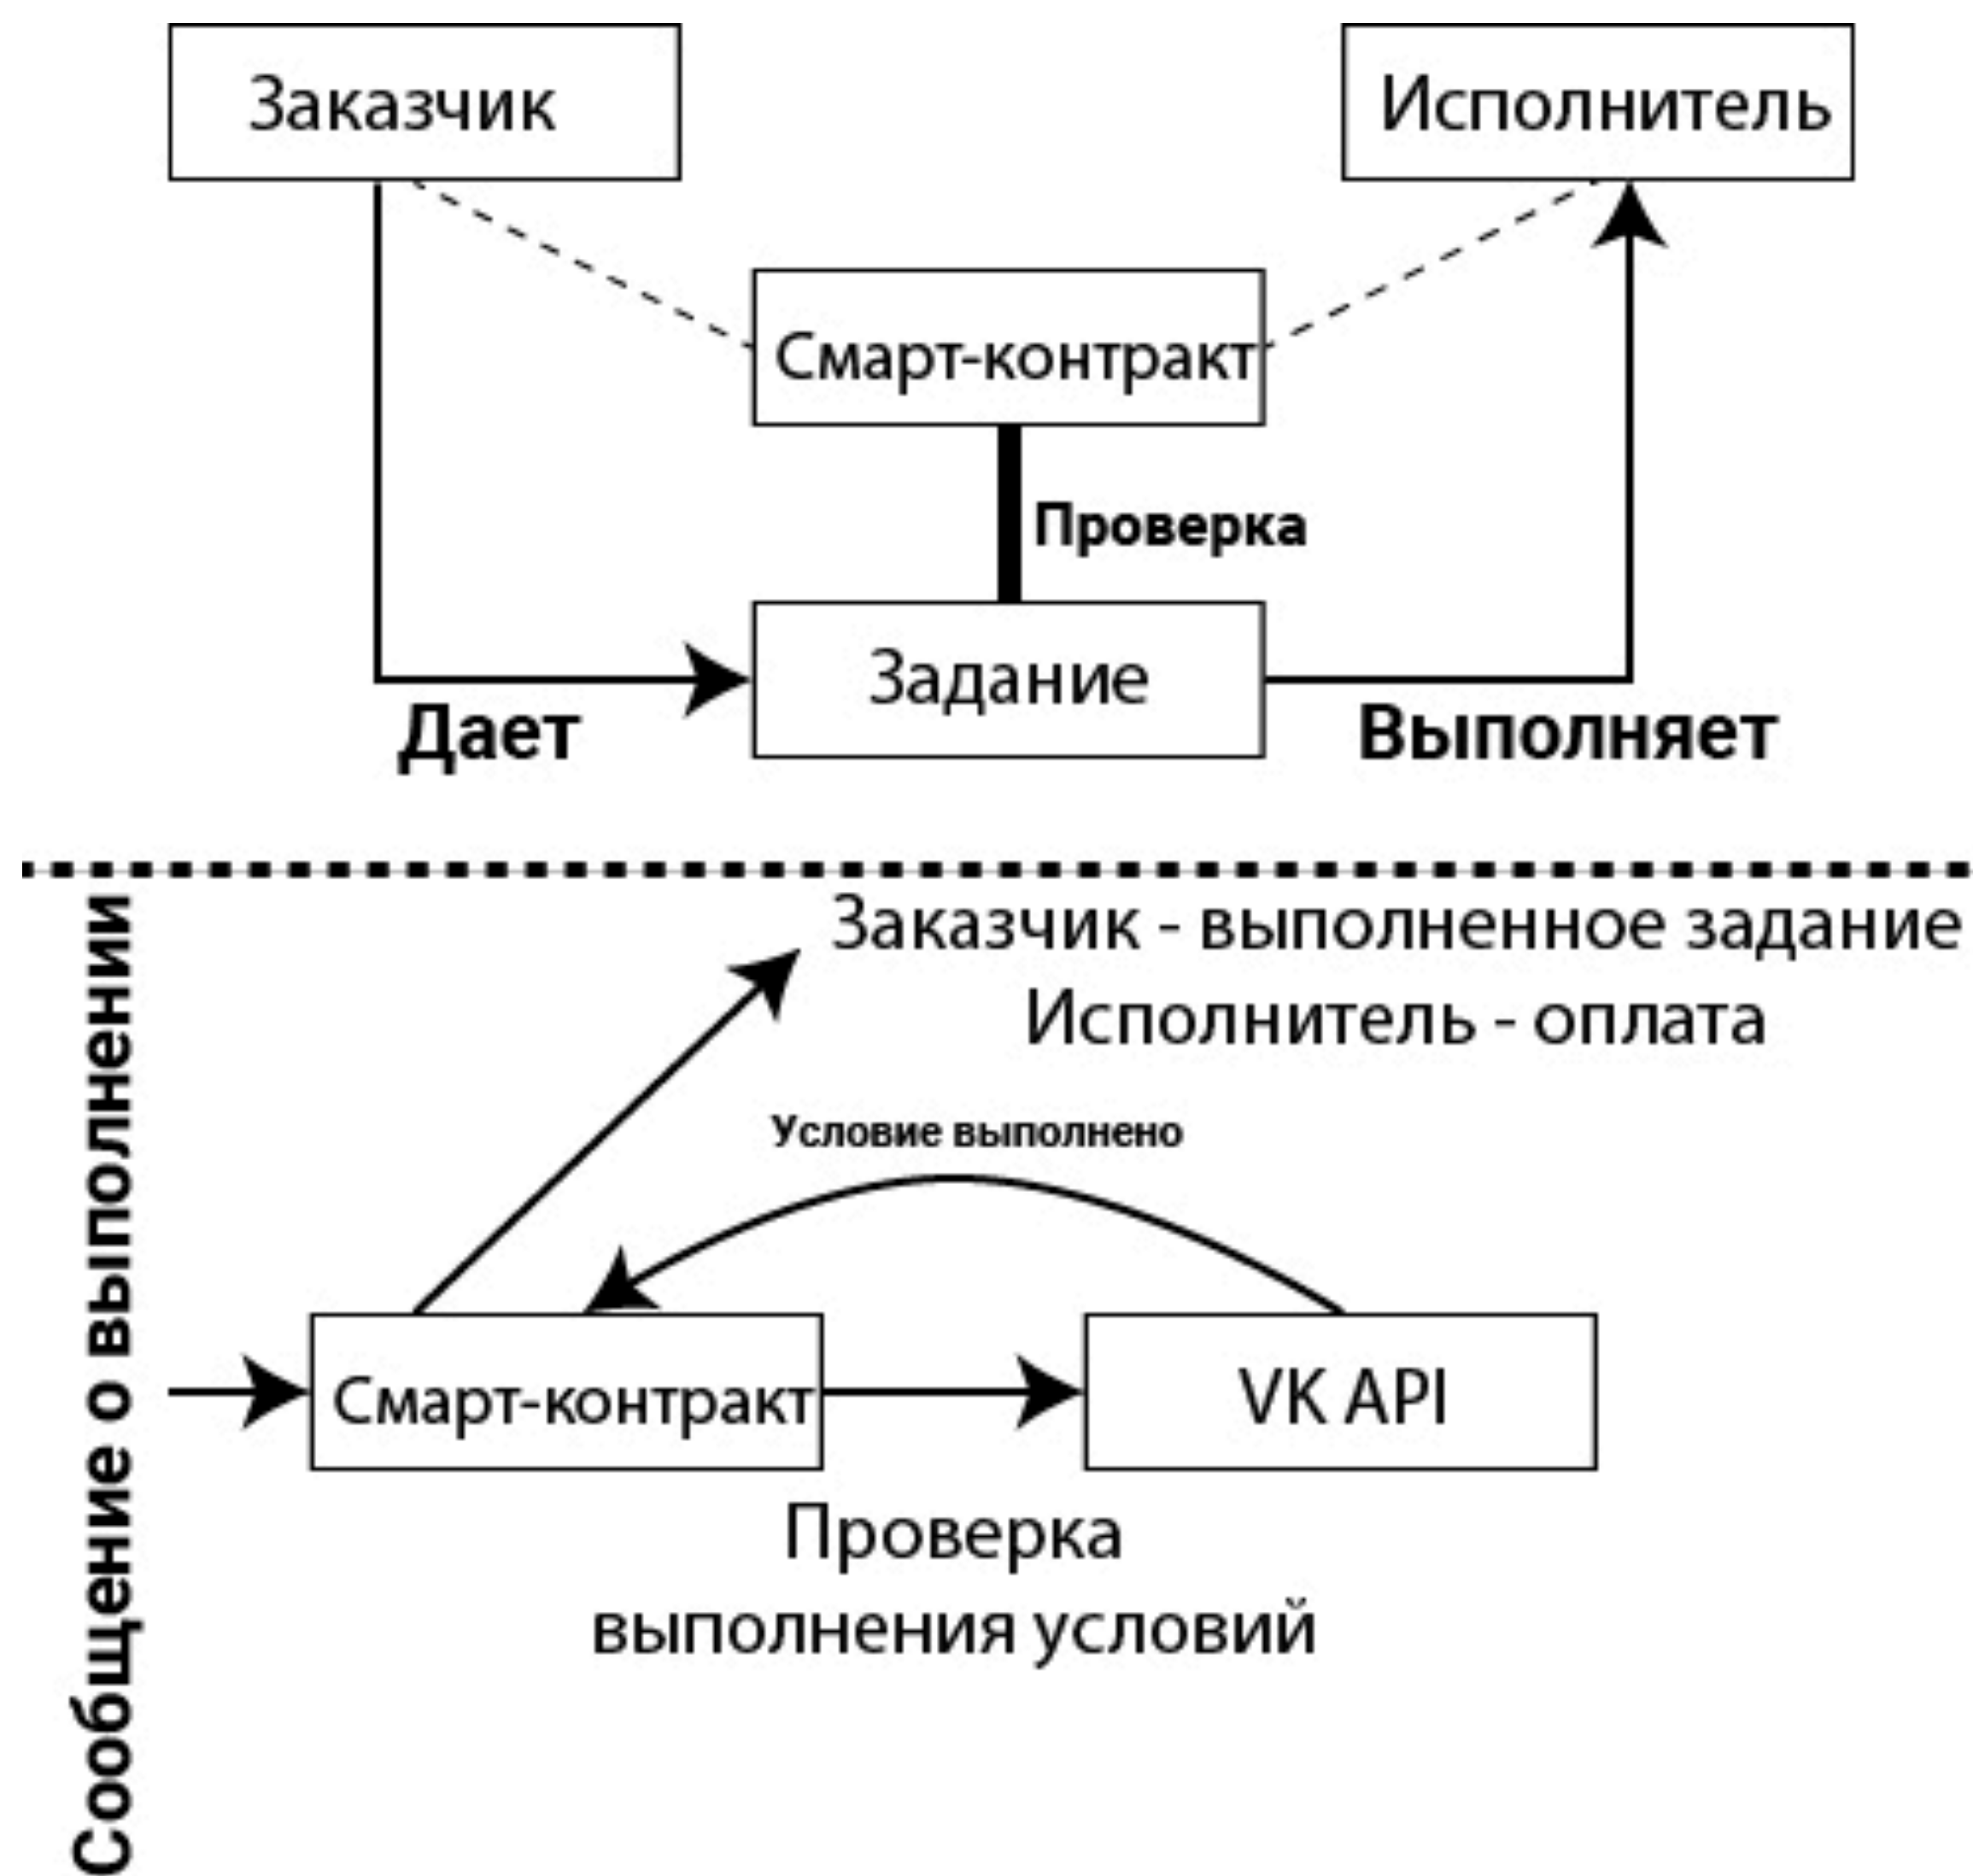 Заказчик
Исполнитель
Смарт-контракт
Проверка
Задание
Дает
Выполняет
Сообщение о выполнении
Заказчик - выполненное задание
Исполнитель - оплата
Условие выполнено
Смарт-контракт
VK API
Проверка
выполнения условий